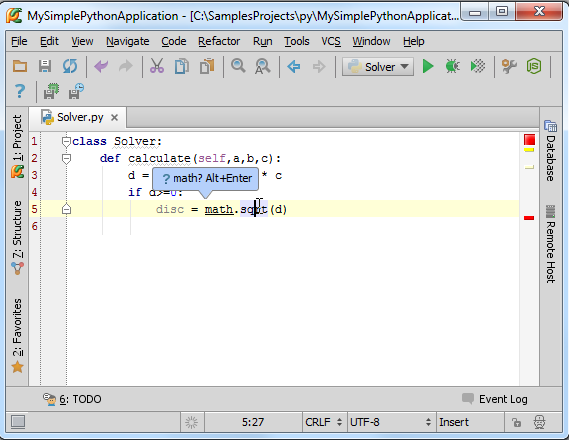 MySimplePythonApplication - [C:\SamplesProjects\py\MySimplePythonApplicat...
File Edit View Navigate Code Refactor Run Tools VCS Window Help
Solver
Solver.py
1 class Solver:
2 def calculate(self,a,b,c):
3 d = * c
math? Alt+Enter
4 if d>=0:
5 disc = math.sqrt(d)
6
1: Project
7: Structure
2: Favorites
Database
Remote Host
6: TODO
Event Log
5:27 CRLF UTF-8 Insert